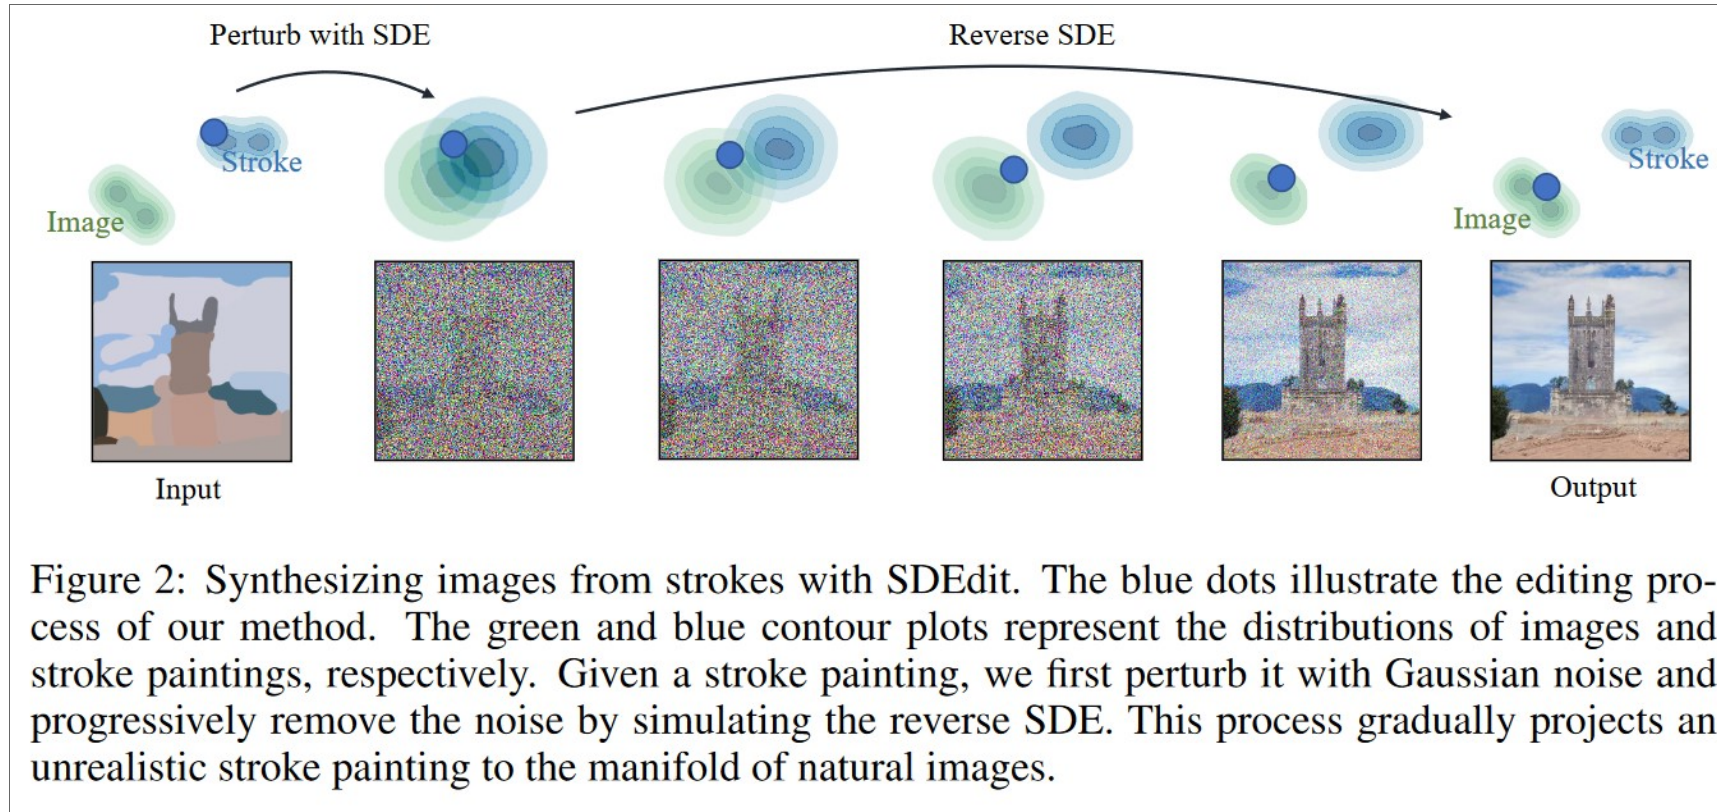 Perturb with SDE
Reverse SDE
Stroke
Image
Stroke
Image
Input
Output
Figure 2: Synthesizing images from strokes with SDEdit. The blue dots illustrate the editing pro-
cess of our method. The green and blue contour plots represent the distributions of images and
stroke paintings, respectively. Given a stroke painting, we first perturb it with Gaussian noise and
progressively remove the noise by simulating the reverse SDE. This process gradually projects an
unrealistic stroke painting to the manifold of natural images.